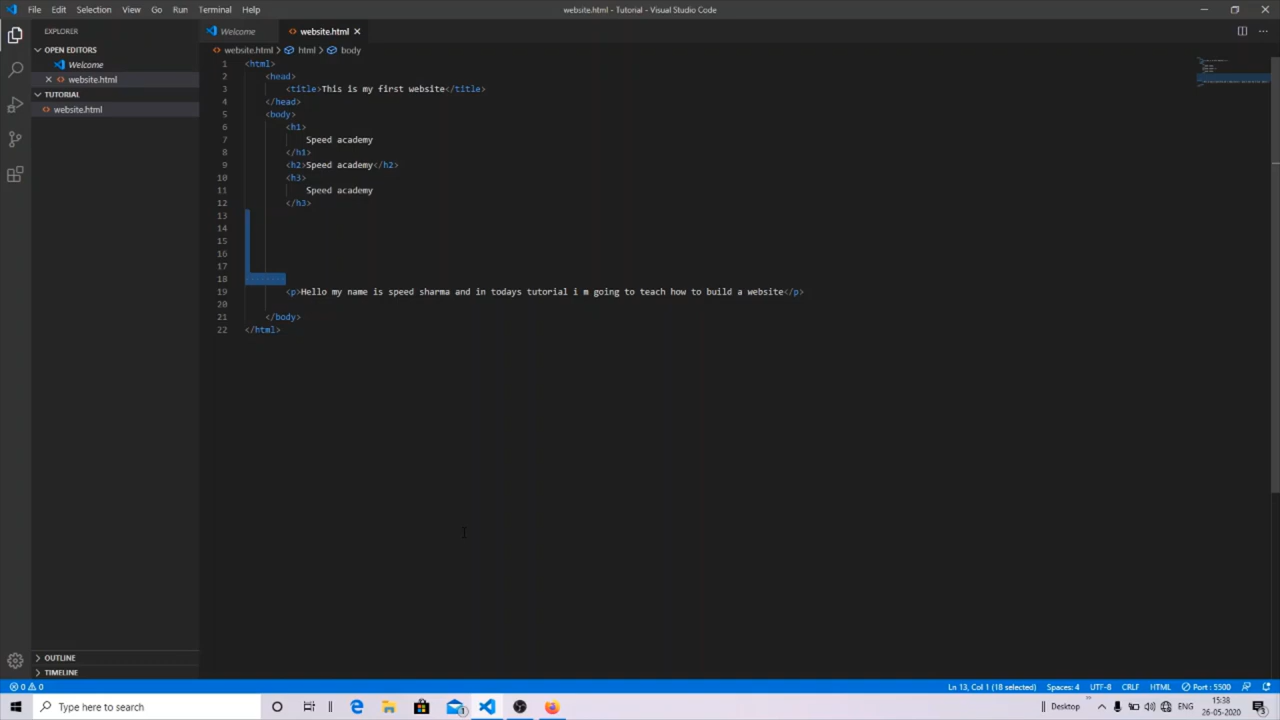 File Edit Selection View Go Run Terminal Help
website.html - Tutorial - Visual Studio Code
EXPLORER
OPEN EDITORS
Welcome
website.html
TUTORIAL
website.html
OUTLINE
TIMELINE
Welcome
website.html
website.html > html > body
1 <html>
2 <head>
3 <title>This is my first website</title>
4 </head>
5 <body>
6 <h1>
7 Speed academy
8 </h1>
9 <h2>Speed academy</h2>
10 <h3>
11 Speed academy
12 </h3>
13
14
15
16
17
18
19 <p>Hello my name is speed sharma and in todays tutorial i m going to teach how to build a website</p>
20
21 </body>
22 </html>
0 0
Ln 13, Col 1 (18 selected) Spaces: 4 UTF-8 CRLF HTML Port : 5500
Type here to search
Desktop
ENG
15:38
26-05-2020